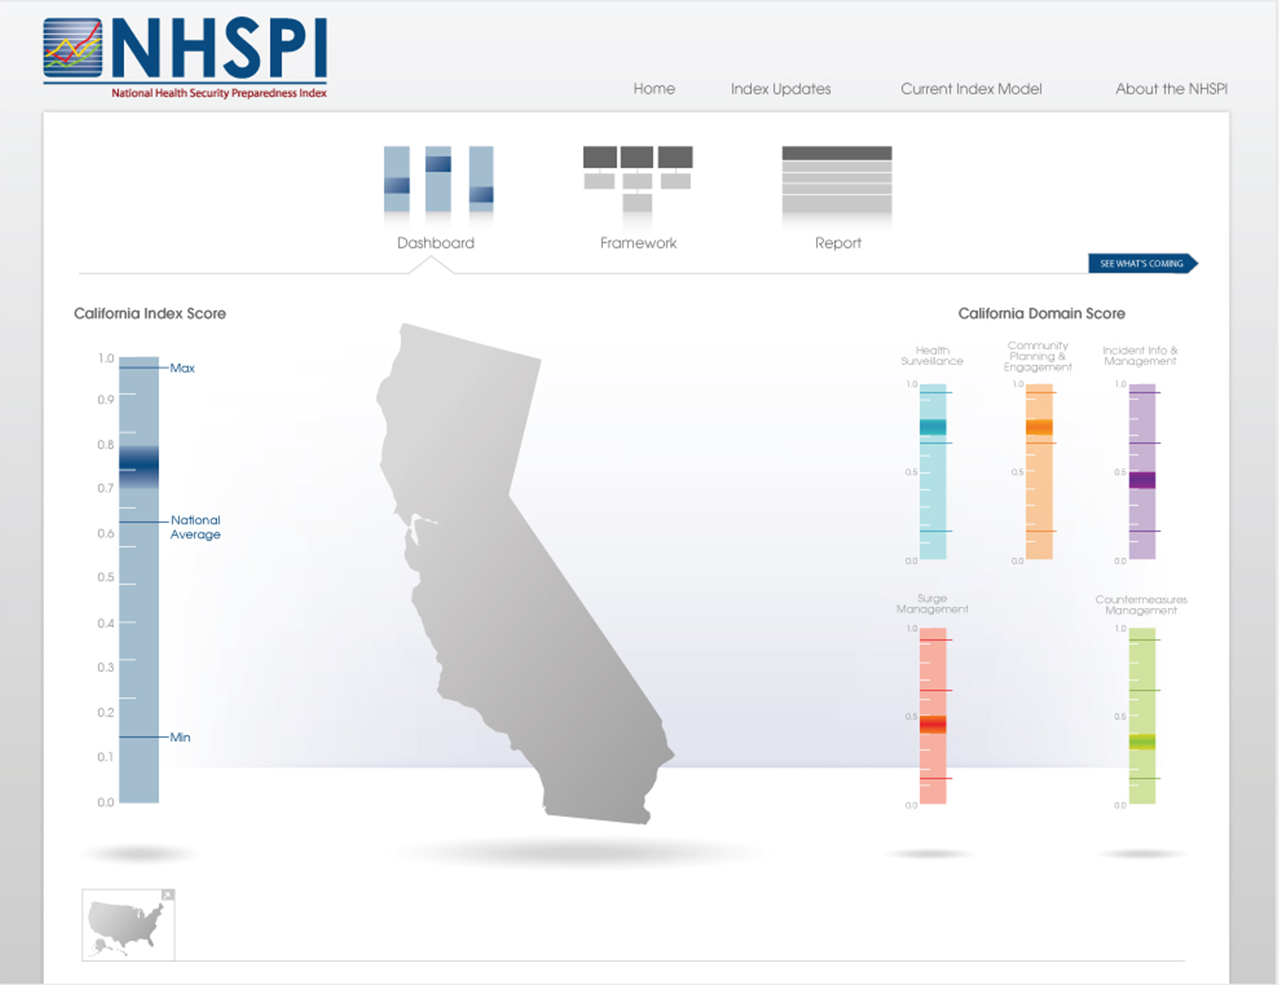 NHSPI
National Health Security Preparedness Index
Home
Index Updates
Current Index Model
About the NHSPI
Dashboard
Framework
Report
SEE WHAT'S COMING
California Index Score
1.0
Max
0.9
0.8
0.7
National
Average
0.6
0.5
0.4
0.3
0.2
Min
0.1
0.0
California Domain Score
Health
Surveillance
1.0
0.5
0.0
Community
Planning &
Engagement
1.0
0.5
0.0
Incident Info &
Management
1.0
0.5
0.0
Surge
Management
1.0
0.5
0.0
Countermeasures
Management
1.0
0.5
0.0